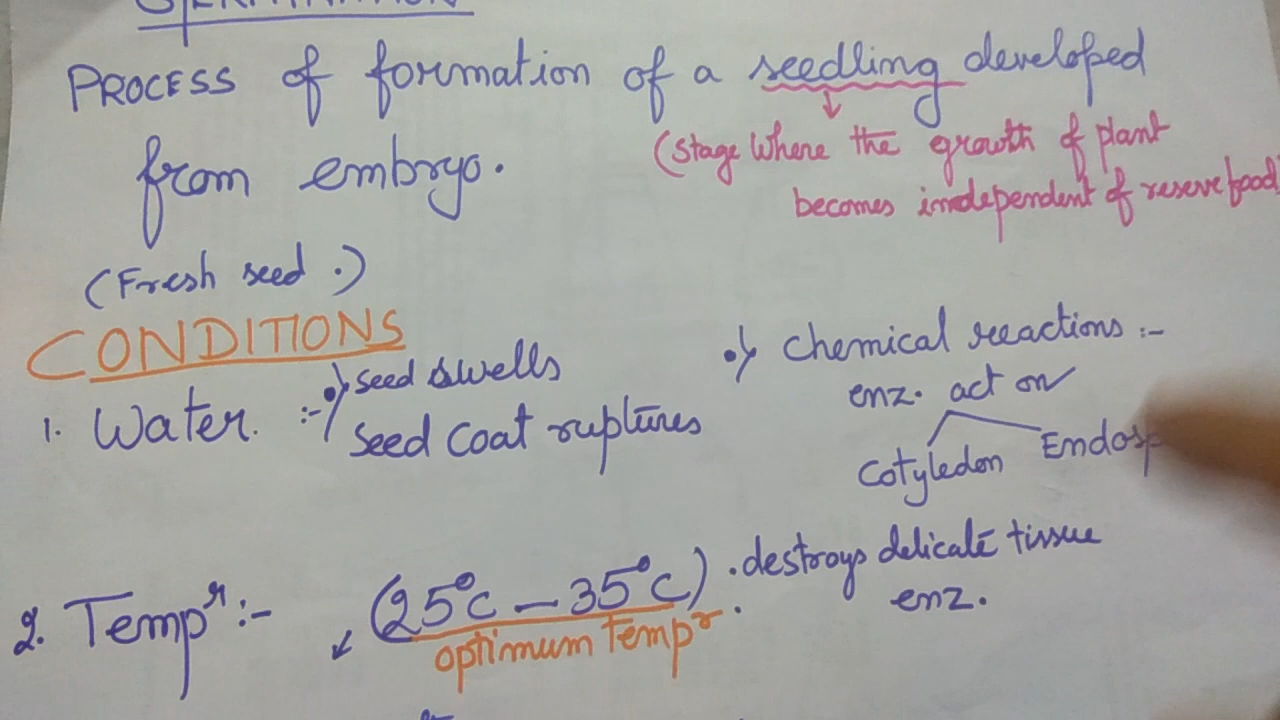 PROCESS of formation of a seedling developed
(stage where the growth of plant
becomes independent of reserve food)
from embryo.
(Fresh seed.)
CONDITIONS
1. Water. :- •) seed swells
seed coat ruptures
•) Chemical reactions :-
enz. act on
Cotyledon Endosp
2. Tempr :- (25°C – 35°C) . destroys delicate tissue
enz.
optimum tempr.